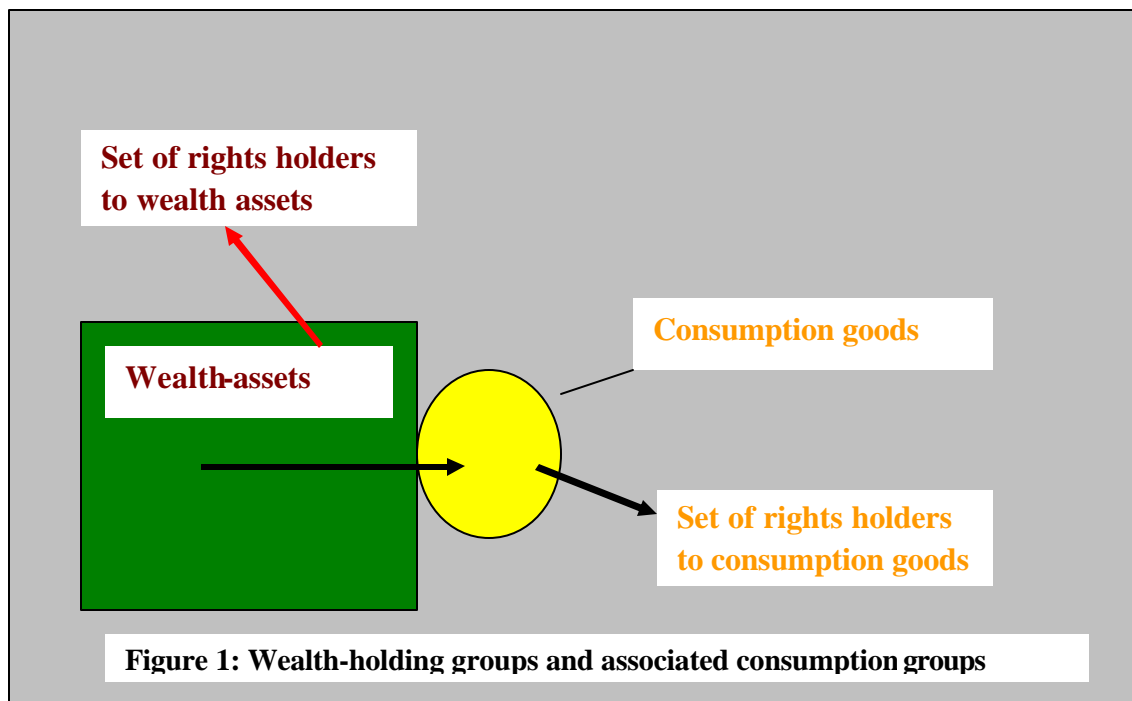 Set of rights holders
to wealth assets
Consumption goods
Wealth-assets
Set of rights holders
to consumption goods
Figure 1: Wealth-holding groups and associated consumption groups